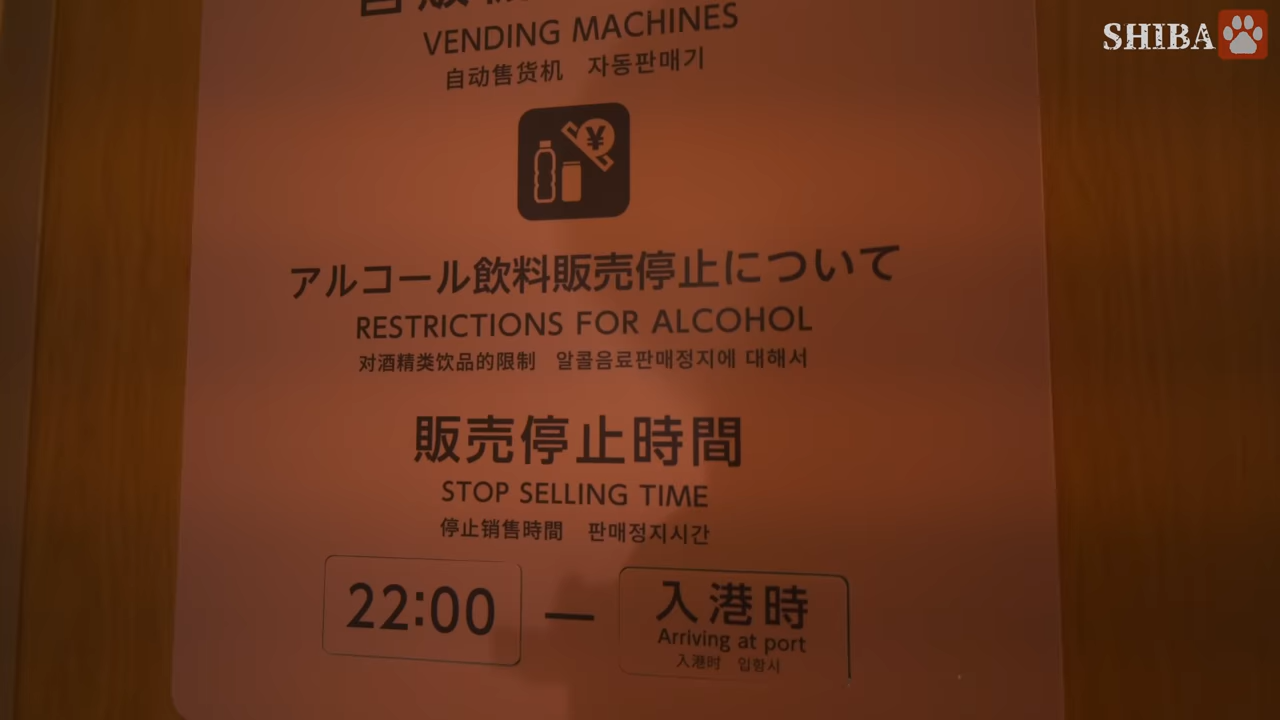 SHIBA
VENDING MACHINES
自动售货机 자동판매기
¥
アルコール飲料販売停止について
RESTRICTIONS FOR ALCOHOL
对酒精类饮品的限制 알콜음료판매정지에 대해서
販売停止時間
STOP SELLING TIME
停止销售時間 판매정지시간
22:00 — 入港時
Arriving at port
入港时 입항시